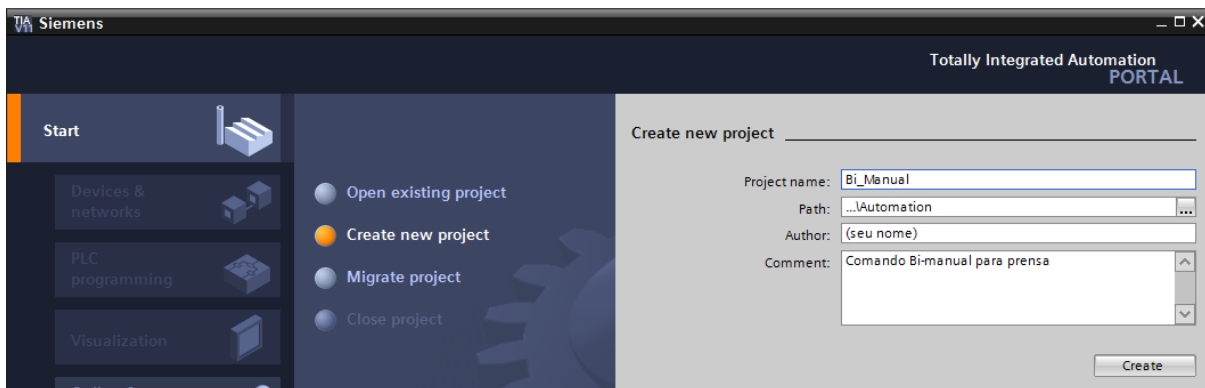 TIA V11 Siemens
Totally Integrated Automation
PORTAL
Start
Devices &
networks
PLC
programming
Visualization
Open existing project
Create new project
Migrate project
Close project
Create new project
Project name: Bi_Manual
Path: ...\Automation ...
Author: (seu nome)
Comment: Comando Bi-manual para prensa
Create